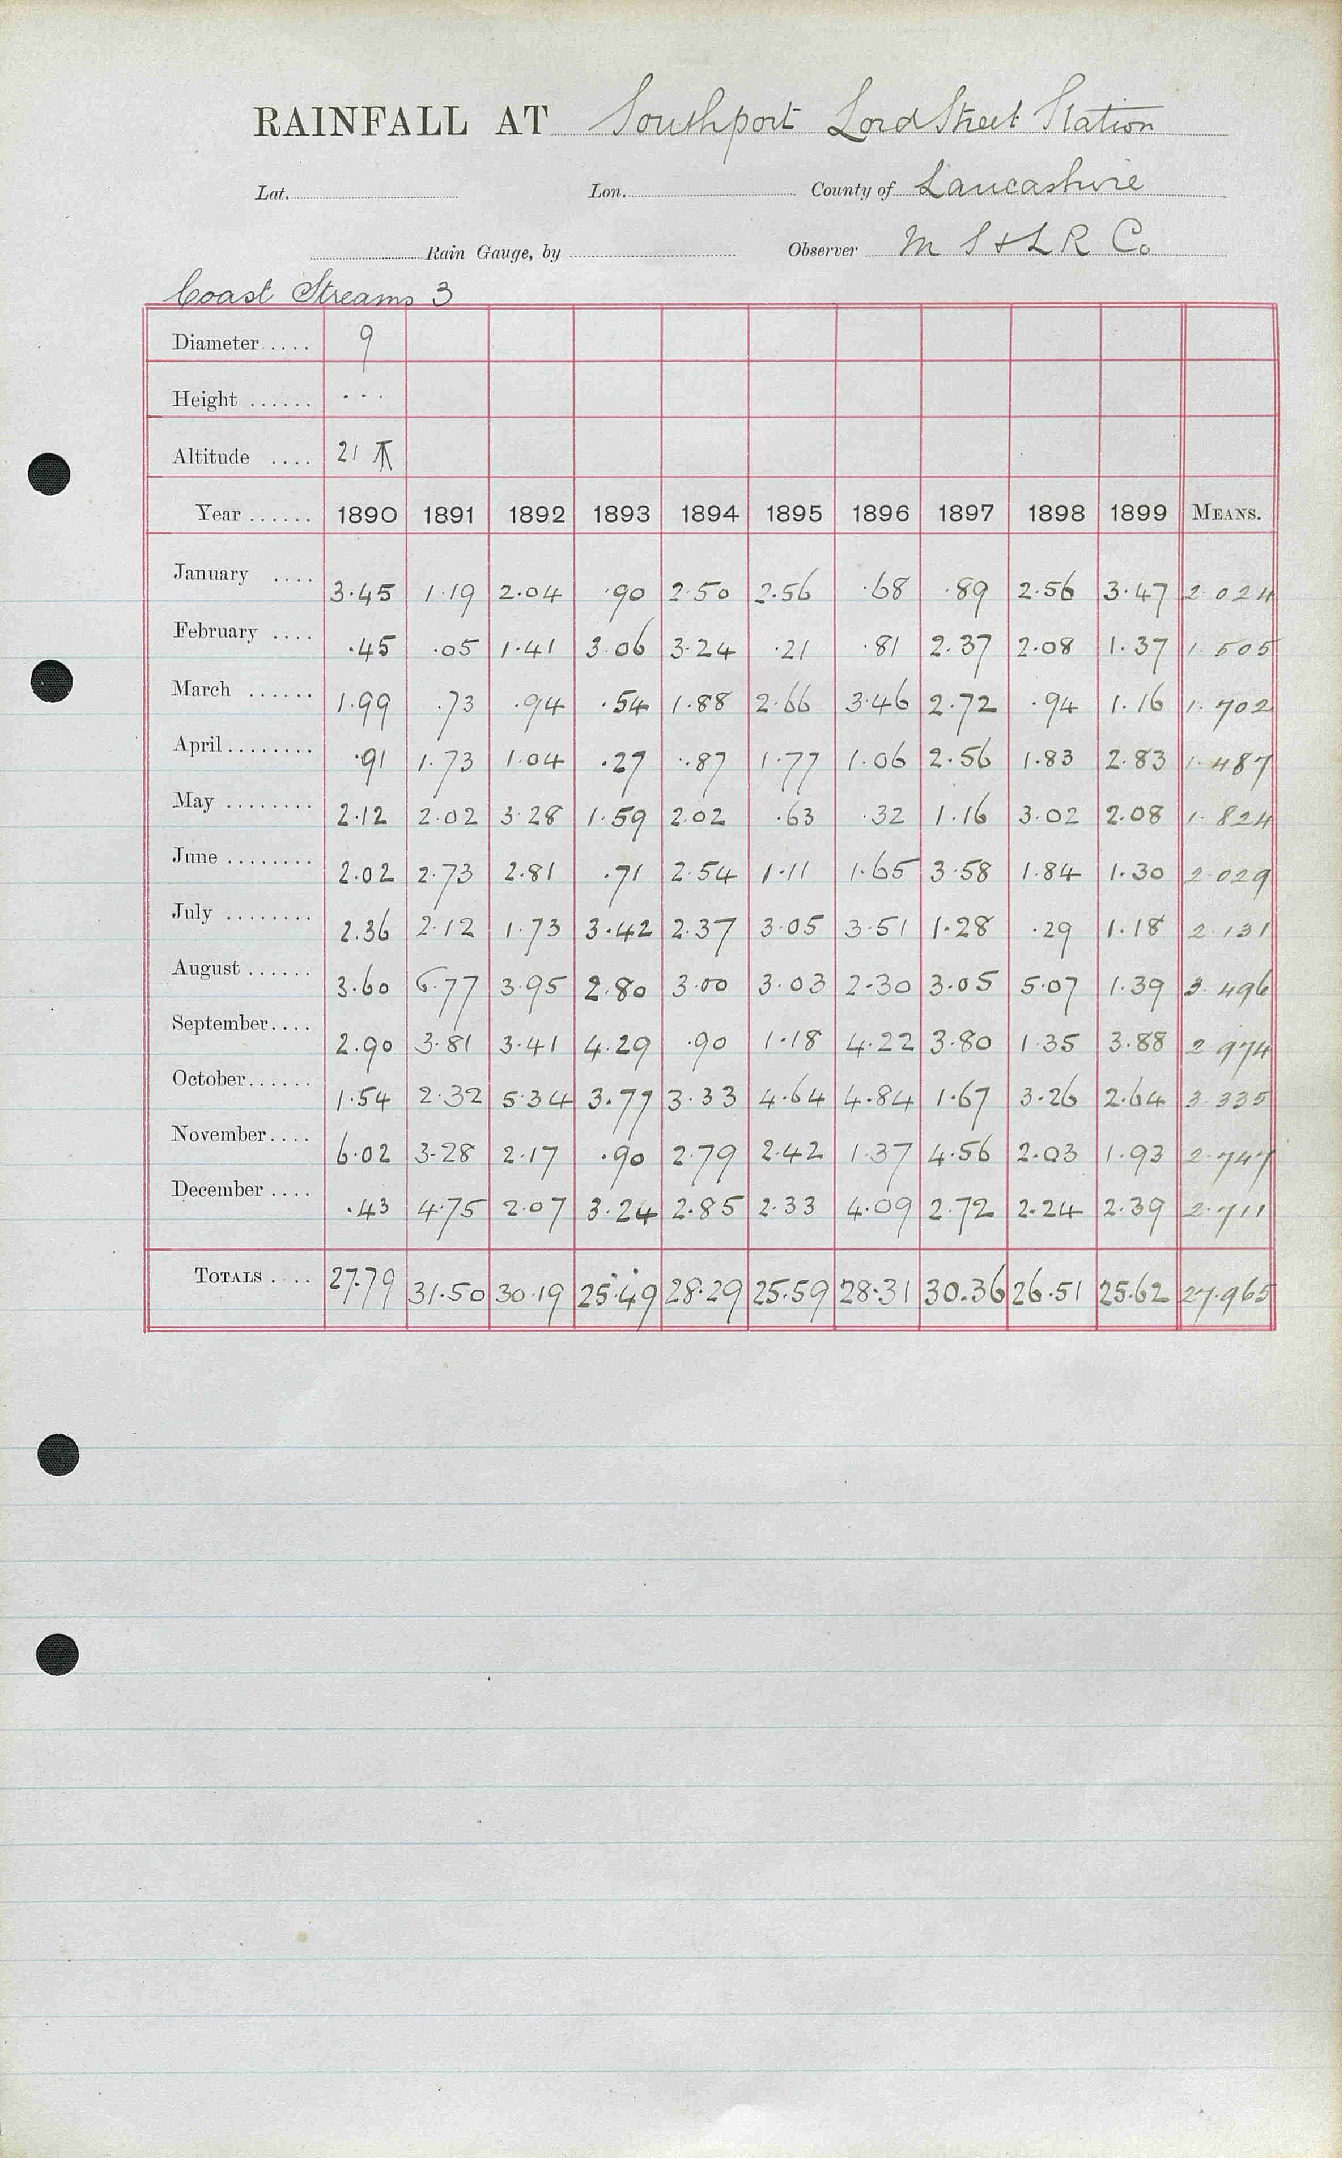 RAINFALL AT Southport Lord Street Station
Lat. Lon. County of Lancashire
Rain Gauge, by Observer M S & L R Co
Coast Streams 3
Diameter..... 9
Height ...... ...
Altitude .... 21
Year ...... 1890 1891 1892 1893 1894 1895 1896 1897 1898 1899 MEANS.
January .... 3.45 1.19 2.04 .90 2.50 2.56 .68 .89 2.56 3.47 2.024
February .... .45 .05 1.41 3.06 3.24 .21 .81 2.37 2.08 1.37 1.505
March ...... 1.99 .73 .94 .54 1.88 2.66 3.46 2.72 .94 1.16 1.702
April ........ .91 1.73 1.04 .27 .87 1.77 1.06 2.56 1.83 2.83 1.487
May ........ 2.12 2.02 3.28 1.59 2.02 .63 .32 1.16 3.02 2.08 1.824
June ........ 2.02 2.73 2.81 .71 2.54 1.11 1.65 3.58 1.84 1.30 2.029
July ........ 2.36 2.12 1.73 3.42 2.37 3.05 3.51 1.28 .29 1.18 2.131
August ...... 3.60 6.77 3.95 2.80 3.00 3.03 2.30 3.05 5.07 1.39 3.496
September.... 2.90 3.81 3.41 4.29 .90 1.18 4.22 3.80 1.35 3.88 2.974
October...... 1.54 2.32 5.34 3.77 3.33 4.64 4.84 1.67 3.26 2.64 3.335
November.... 6.02 3.28 2.17 .90 2.79 2.42 1.37 4.56 2.03 1.93 2.747
December .... .43 4.75 2.07 3.24 2.85 2.33 4.09 2.72 2.24 2.39 2.711
TOTALS .... 27.79 31.50 30.19 25.49 28.29 25.59 28.31 30.36 26.51 25.62 27.965